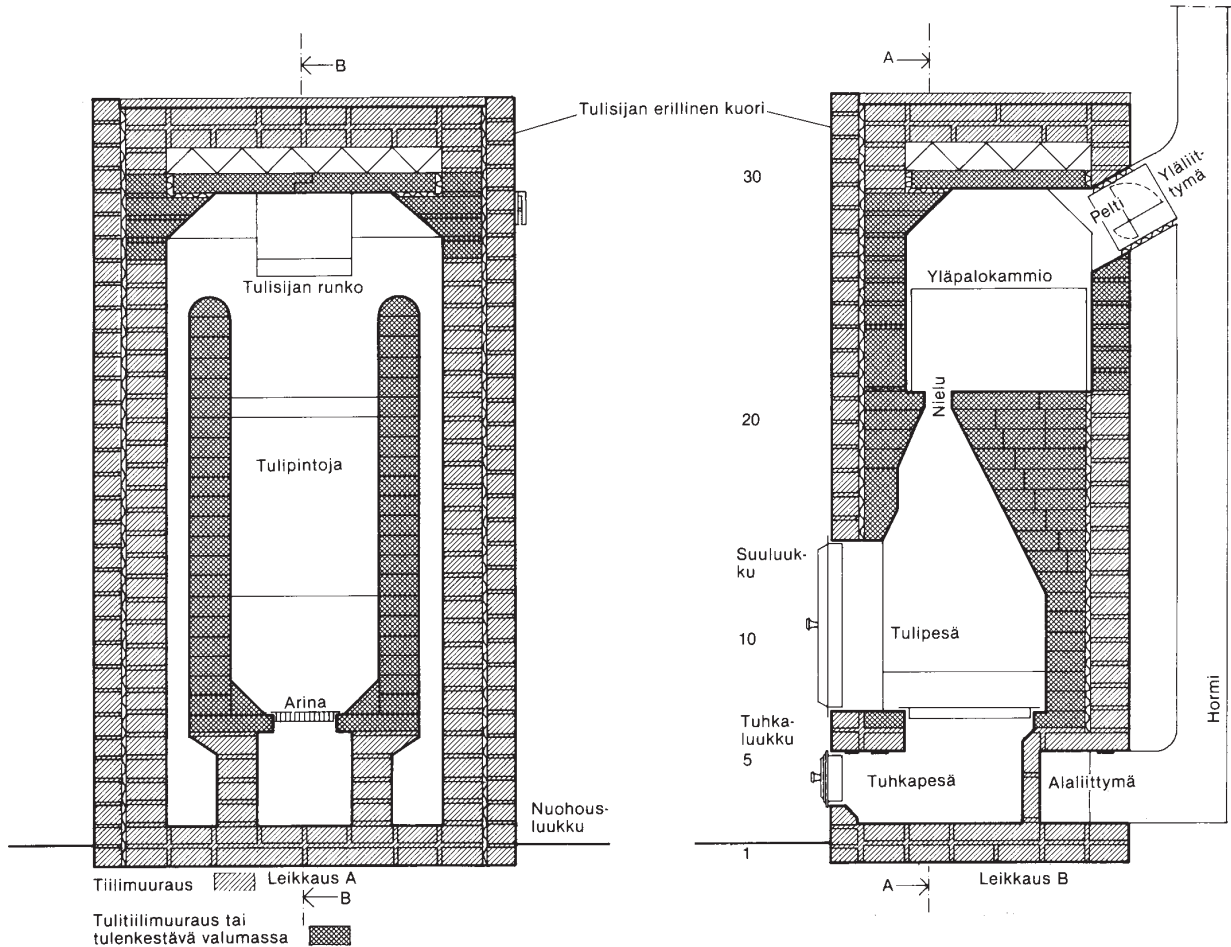 B
A
Tulisijan erillinen kuori
30
Yläliit-
tymä
Pelti
Tulisijan runko
Yläpalokammio
Nielu
20
Tulipintoja
Suuluuk-
ku
10
Tulipesä
Arina
Hormi
Tuhka-
luukku
5
Tuhkapesä
Alaliittymä
Nuohous-
luukku
1
Tiilimuuraus
Leikkaus A
B
A
Leikkaus B
Tulitiilimuuraus tai
tulenkestävä valumassa